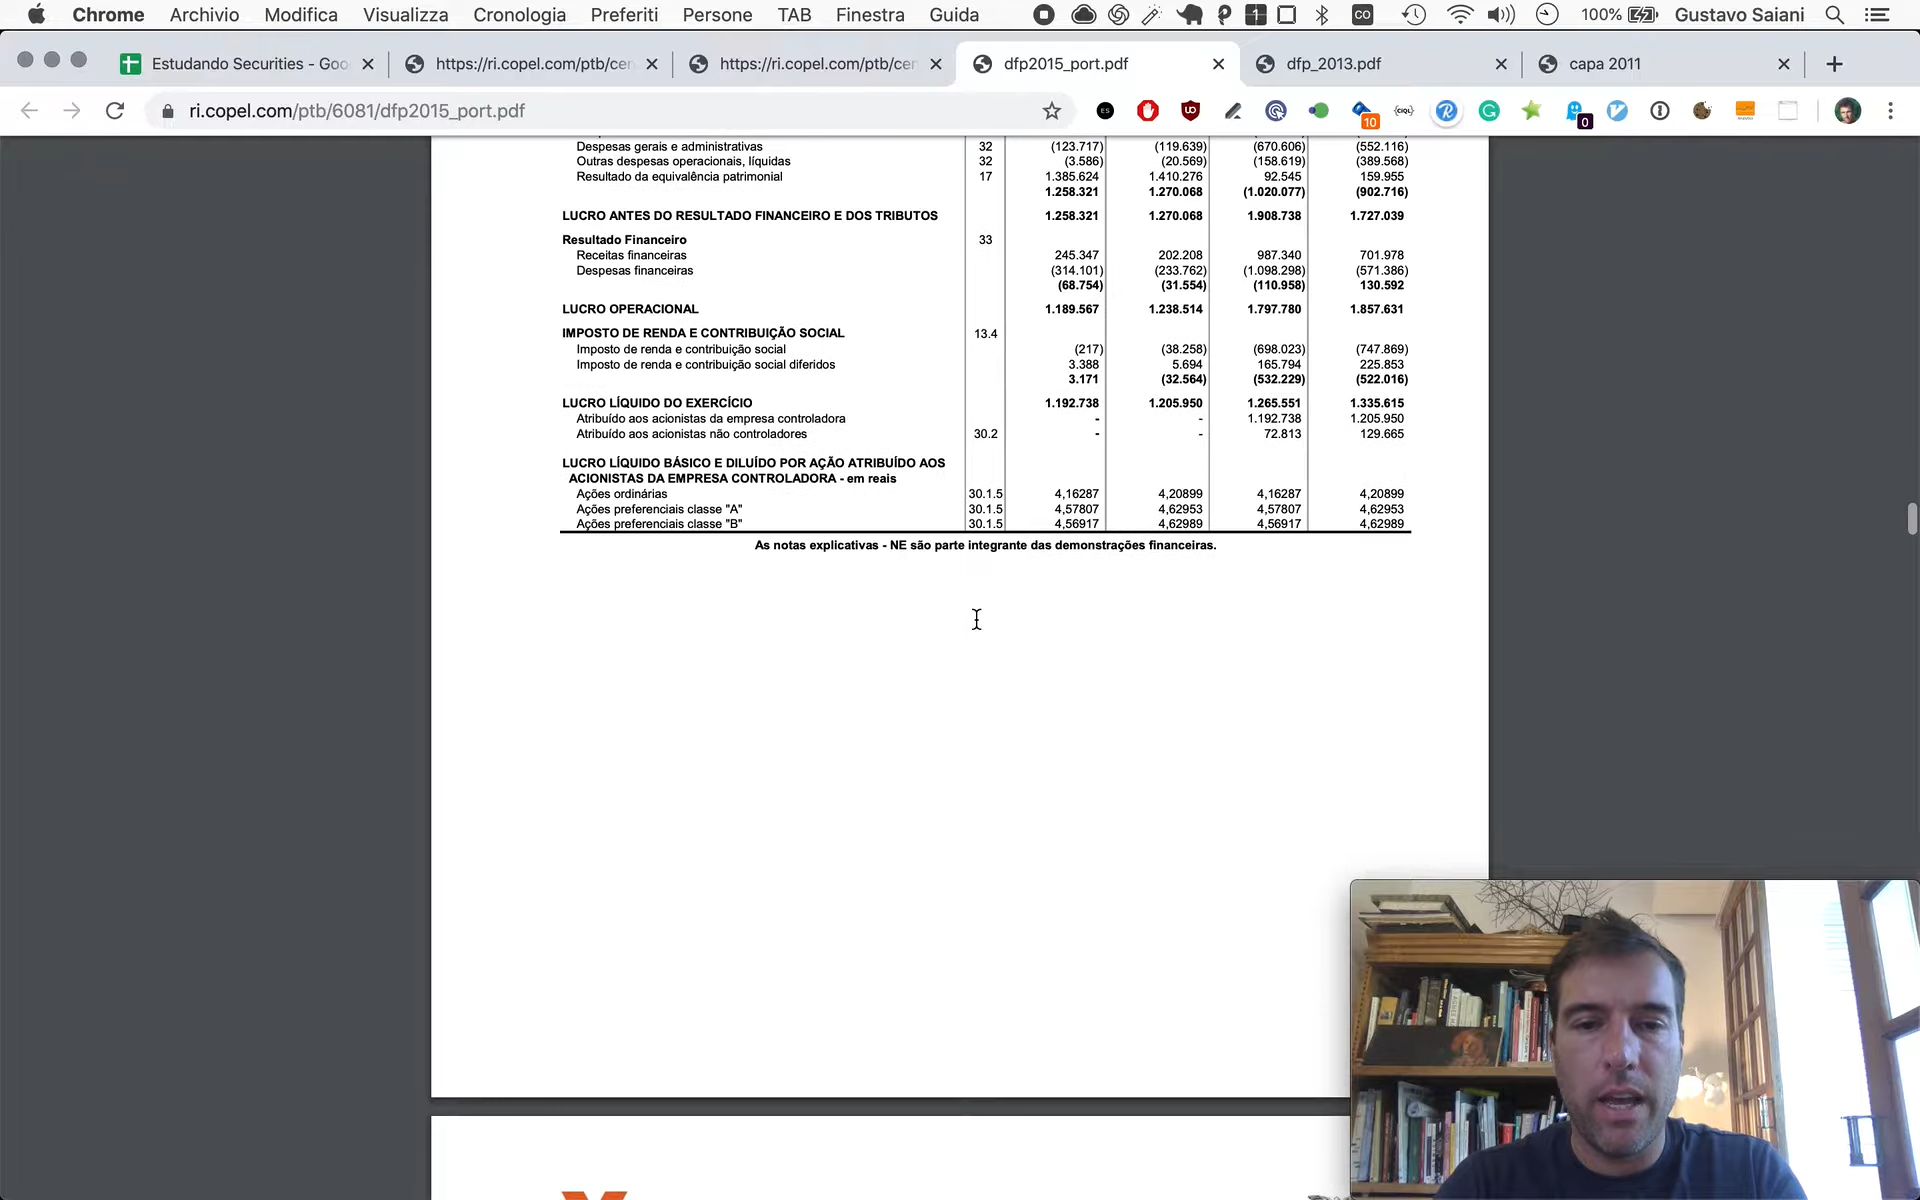 Chrome Archivio Modifica Visualizza Cronologia Preferiti Persone TAB Finestra Guida 1 CO 100% Gustavo Saiani
Estudando Securities - Goo https://ri.copel.com/ptb/cen https://ri.copel.com/ptb/cen dfp2015_port.pdf dfp_2013.pdf capa 2011
ri.copel.com/ptb/6081/dfp2015_port.pdf ES 10 0
Despesas gerais e administrativas 32 (123.717) (119.639) (670.606) (552.116)
Outras despesas operacionais, líquidas 32 (3.586) (20.569) (158.619) (389.568)
Resultado da equivalência patrimonial 17 1.385.624 1.410.276 92.545 159.955
1.258.321 1.270.068 (1.020.077) (902.716)
LUCRO ANTES DO RESULTADO FINANCEIRO E DOS TRIBUTOS 1.258.321 1.270.068 1.908.738 1.727.039
Resultado Financeiro 33
Receitas financeiras 245.347 202.208 987.340 701.978
Despesas financeiras (314.101) (233.762) (1.098.298) (571.386)
(68.754) (31.554) (110.958) 130.592
LUCRO OPERACIONAL 1.189.567 1.238.514 1.797.780 1.857.631
IMPOSTO DE RENDA E CONTRIBUIÇÃO SOCIAL 13.4
Imposto de renda e contribuição social (217) (38.258) (698.023) (747.869)
Imposto de renda e contribuição social diferidos 3.388 5.694 165.794 225.853
3.171 (32.564) (532.229) (522.016)
LUCRO LÍQUIDO DO EXERCÍCIO 1.192.738 1.205.950 1.265.551 1.335.615
Atribuído aos acionistas da empresa controladora - - 1.192.738 1.205.950
Atribuído aos acionistas não controladores 30.2 - - 72.813 129.665
LUCRO LÍQUIDO BÁSICO E DILUÍDO POR AÇÃO ATRIBUÍDO AOS
ACIONISTAS DA EMPRESA CONTROLADORA - em reais
Ações ordinárias 30.1.5 4,16287 4,20899 4,16287 4,20899
Ações preferenciais classe "A" 30.1.5 4,57807 4,62953 4,57807 4,62953
Ações preferenciais classe "B" 30.1.5 4,56917 4,62989 4,56917 4,62989
As notas explicativas - NE são parte integrante das demonstrações financeiras.